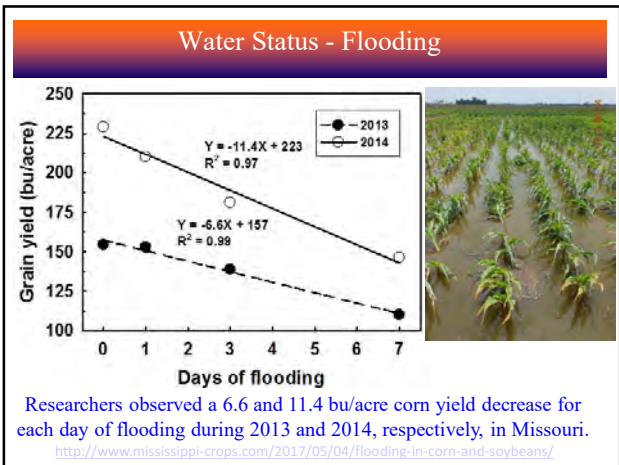 Water Status - Flooding
250
225
200
175
150
125
100
Grain yield (bu/acre)
2013
2014
Y = -11.4X + 223
R² = 0.97
Y = -6.6X + 157
R² = 0.99
0 1 2 3 4 5 6 7
Days of flooding
Researchers observed a 6.6 and 11.4 bu/acre corn yield decrease for
each day of flooding during 2013 and 2014, respectively, in Missouri.
http://www.mississippi-crops.com/2017/05/04/flooding-in-corn-and-soybeans/